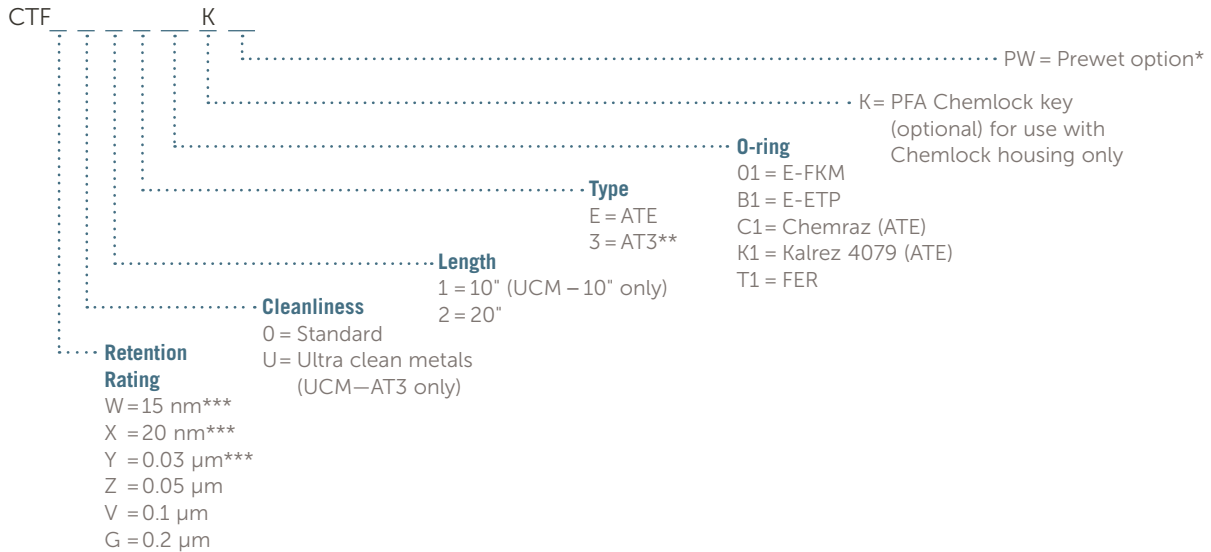 CTF K
PW = Prewet option*
K= PFA Chemlock key
(optional) for use with
Chemlock housing only
O-ring
01 = E-FKM
B1 = E-ETP
C1= Chemraz (ATE)
K1 = Kalrez 4079 (ATE)
T1 = FER
Type
E = ATE
3 = AT3**
Length
1 = 10" (UCM – 10" only)
2 = 20"
Cleanliness
0 = Standard
U= Ultra clean metals
(UCM—AT3 only)
Retention
Rating
W =15 nm***
X =20 nm***
Y =0.03 µm***
Z =0.05 µm
V =0.1 µm
G =0.2 µm